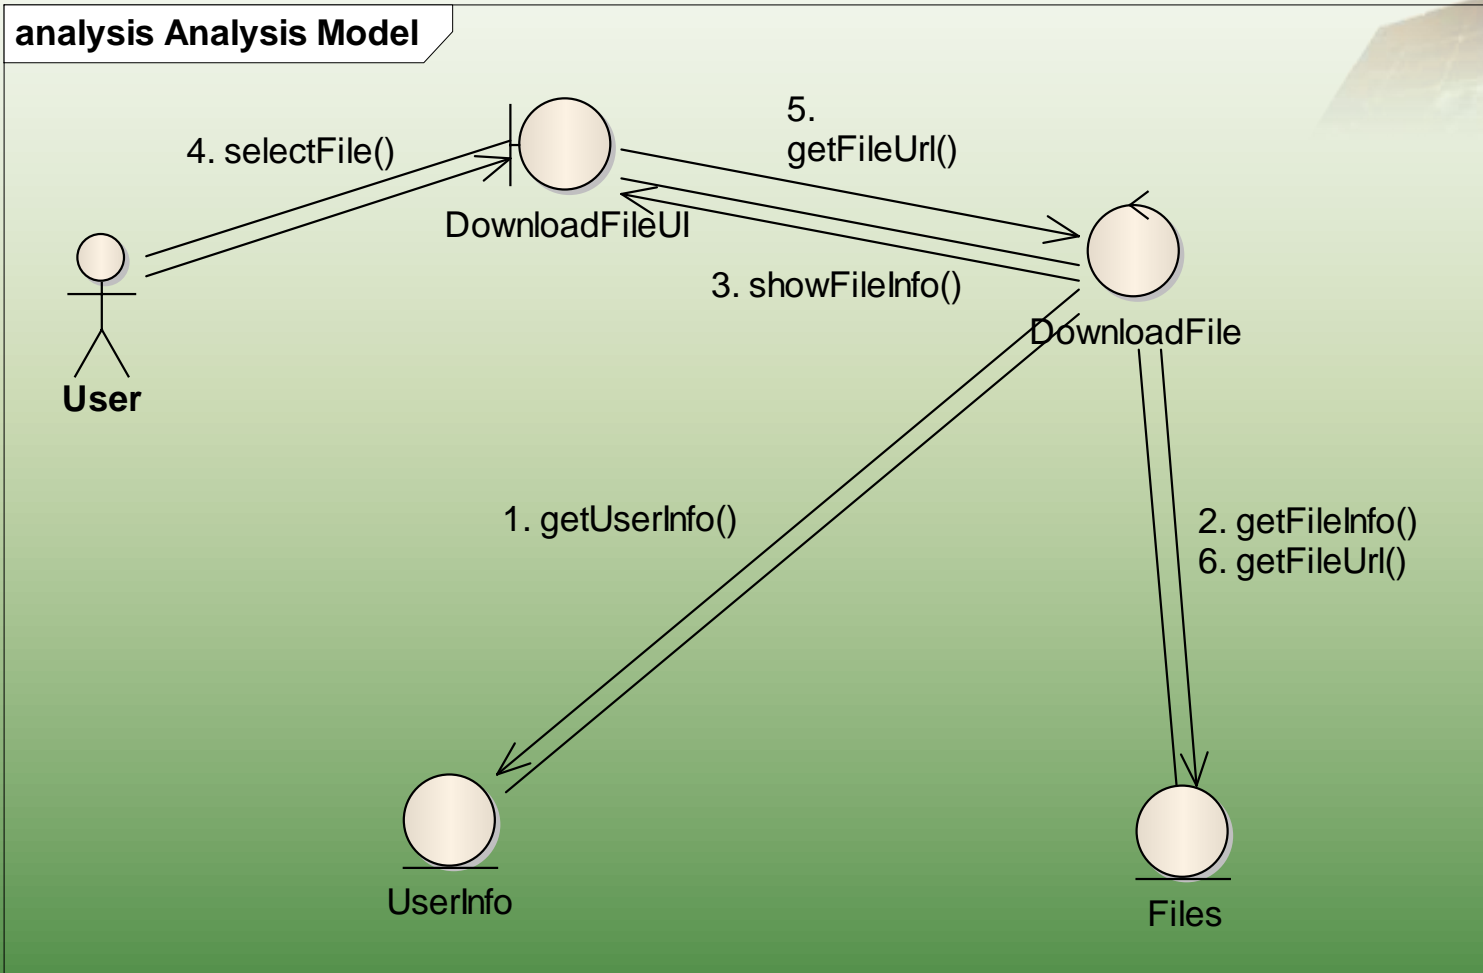 analysis Analysis Model
4. selectFile()
5.
getFileUrl()
DownloadFileUI
3. showFileInfo()
DownloadFile
User
1. getUserInfo()
2. getFileInfo()
6. getFileUrl()
UserInfo
Files